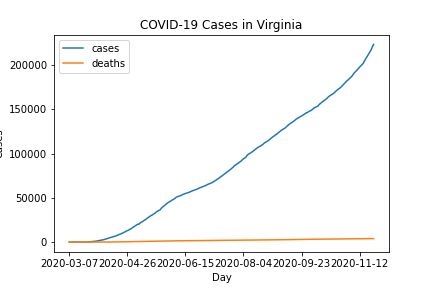 COVID-19 Cases in Virginia
cases
deaths
200000
150000
100000
50000
0
cases
2020-03-07 2020-04-26 2020-06-15 2020-08-04 2020-09-23 2020-11-12
Day